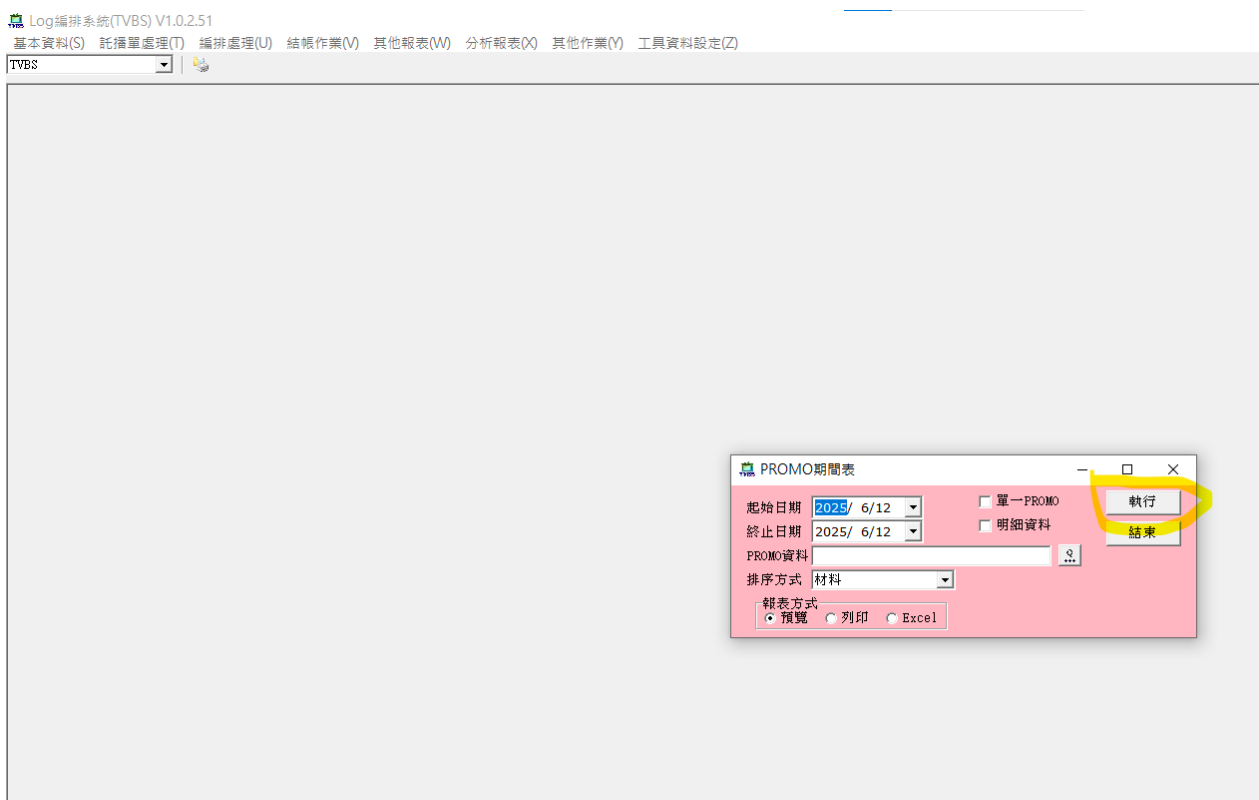 Log編排系統(TVBS) V1.0.2.51
基本資料(S) 託播單處理(T) 編排處理(U) 結帳作業(V) 其他報表(W) 分析報表(X) 其他作業(Y) 工具資料設定(Z)
TVBS
PROMO期間表
起始日期 2025/ 6/12 單一PROMO 執行
終止日期 2025/ 6/12 明細資料 結束
PROMO資料
排序方式 材料
報表方式
預覽 列印 Excel